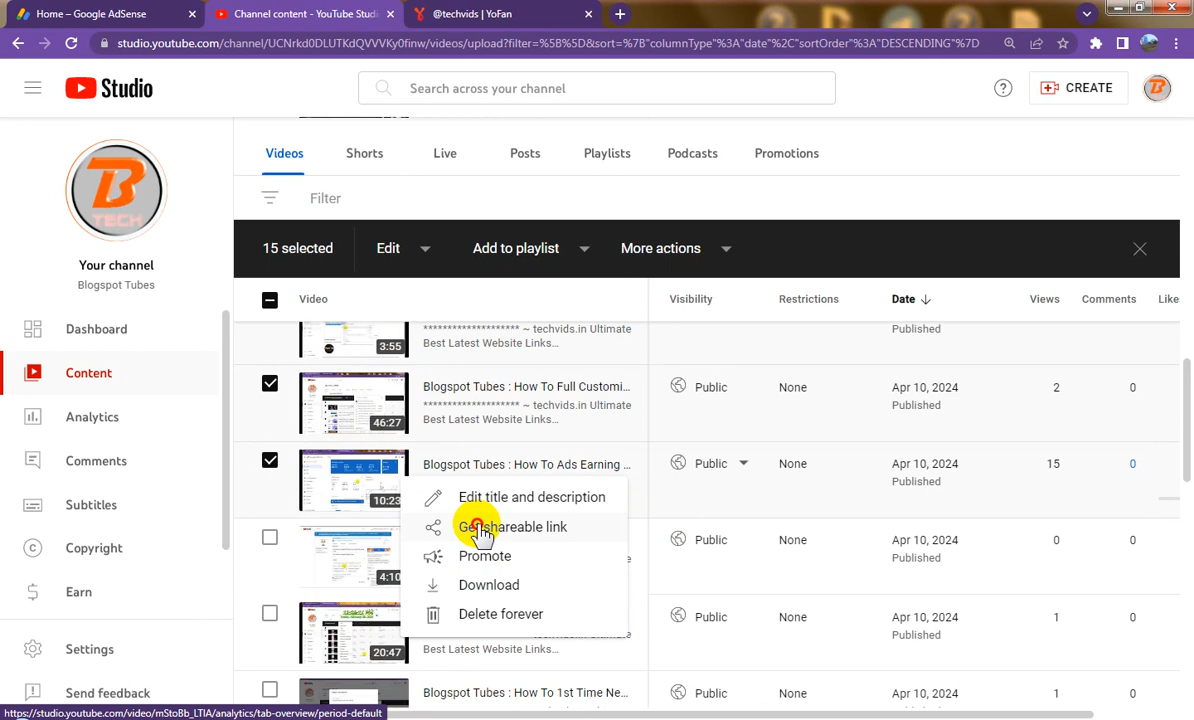 Home – Google AdSense
Channel content - YouTube Studi
@techvids | YoFan
studio.youtube.com/channel/UCNrkd0DLUTKdQVVVKy0finw/videos/upload?filter=%5B%5D&sort=%7B"columnType"%3A"date"%2C"sortOrder"%3A"DESCENDING"%7D
Studio
Search across your channel
CREATE
B
TECH
Your channel
Blogspot Tubes
Dashboard
Content
Analytics
Comments
Subtitles
Copyright
Earn
Settings
Send feedback
Videos
Shorts
Live
Posts
Playlists
Podcasts
Promotions
Filter
15 selected
Edit
Add to playlist
More actions
Video
Visibility
Restrictions
Date
Views
Comments
Likes
3:55
******************* ~ techvids.in Ultimate
Best Latest Website Links...
Published
46:27
Blogspot Tubes : How To Full Customi...
******************* ~ techvids.in Ultimate
Best Latest Website Links...
Public
None
Apr 10, 2024
Published
2
0
10:23
Blogspot Tubes : How To Ads Earning ...
Public
None
Apr 10, 2024
Published
15
0
Edit title and description
Get shareable link
Promote
Download
Delete forever
4:10
Public
None
Apr 10, 2024
Published
0
0
20:47
Best Latest Website Links...
Public
None
Apr 10, 2024
Published
1
0
Blogspot Tubes : How To 1st Time Ne...
Public
None
Apr 10, 2024
1
0
https://studio.youtube.com/video/mStoBb_LTIA/analytics/tab-overview/period-default